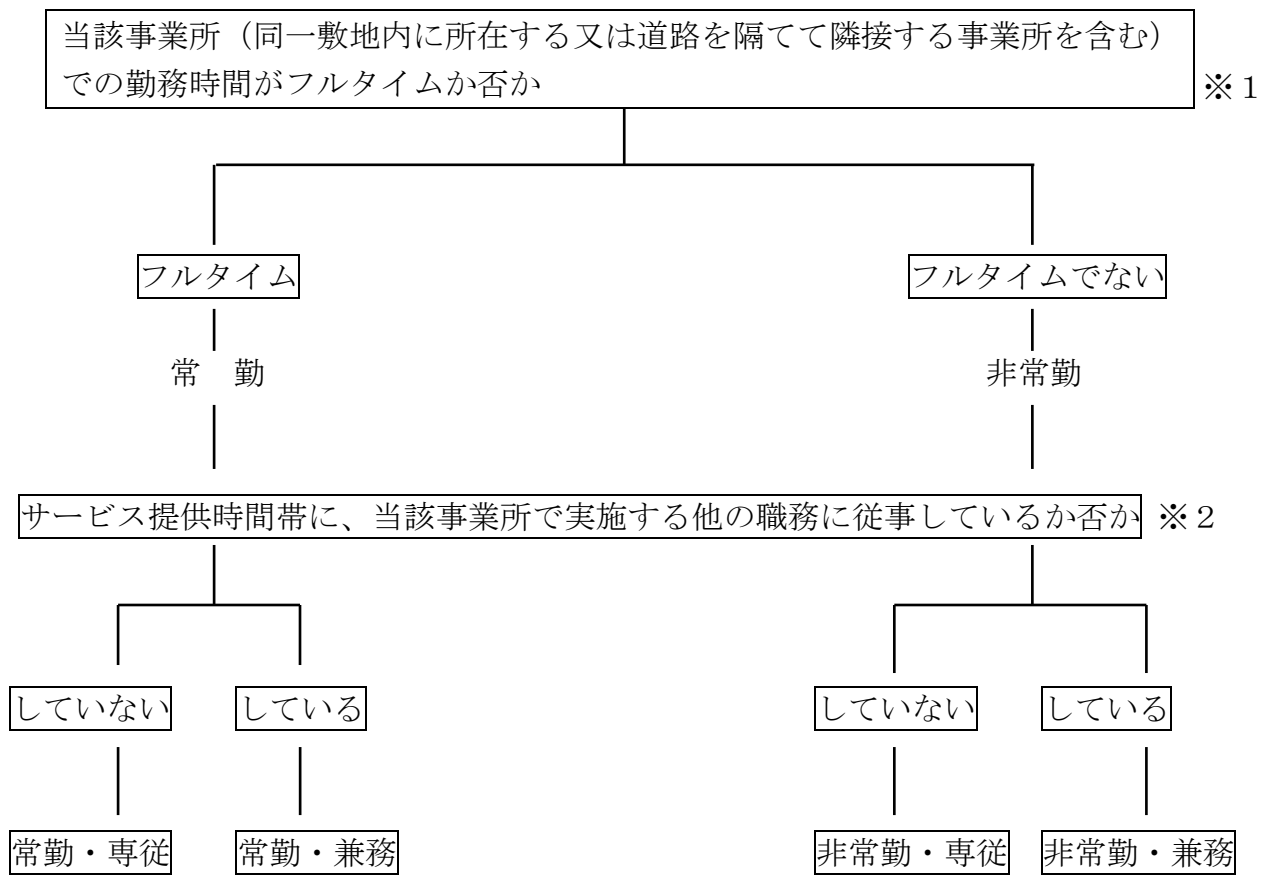 当該事業所（同一敷地内に所在する又は道路を隔てて隣接する事業所を含む）
での勤務時間がフルタイムか否か
※１
フルタイム
フルタイムでない
常　勤
非常勤
サービス提供時間帯に、当該事業所で実施する他の職務に従事しているか否か ※２
していない
している
していない
している
常勤・専従
常勤・兼務
非常勤・専従
非常勤・兼務